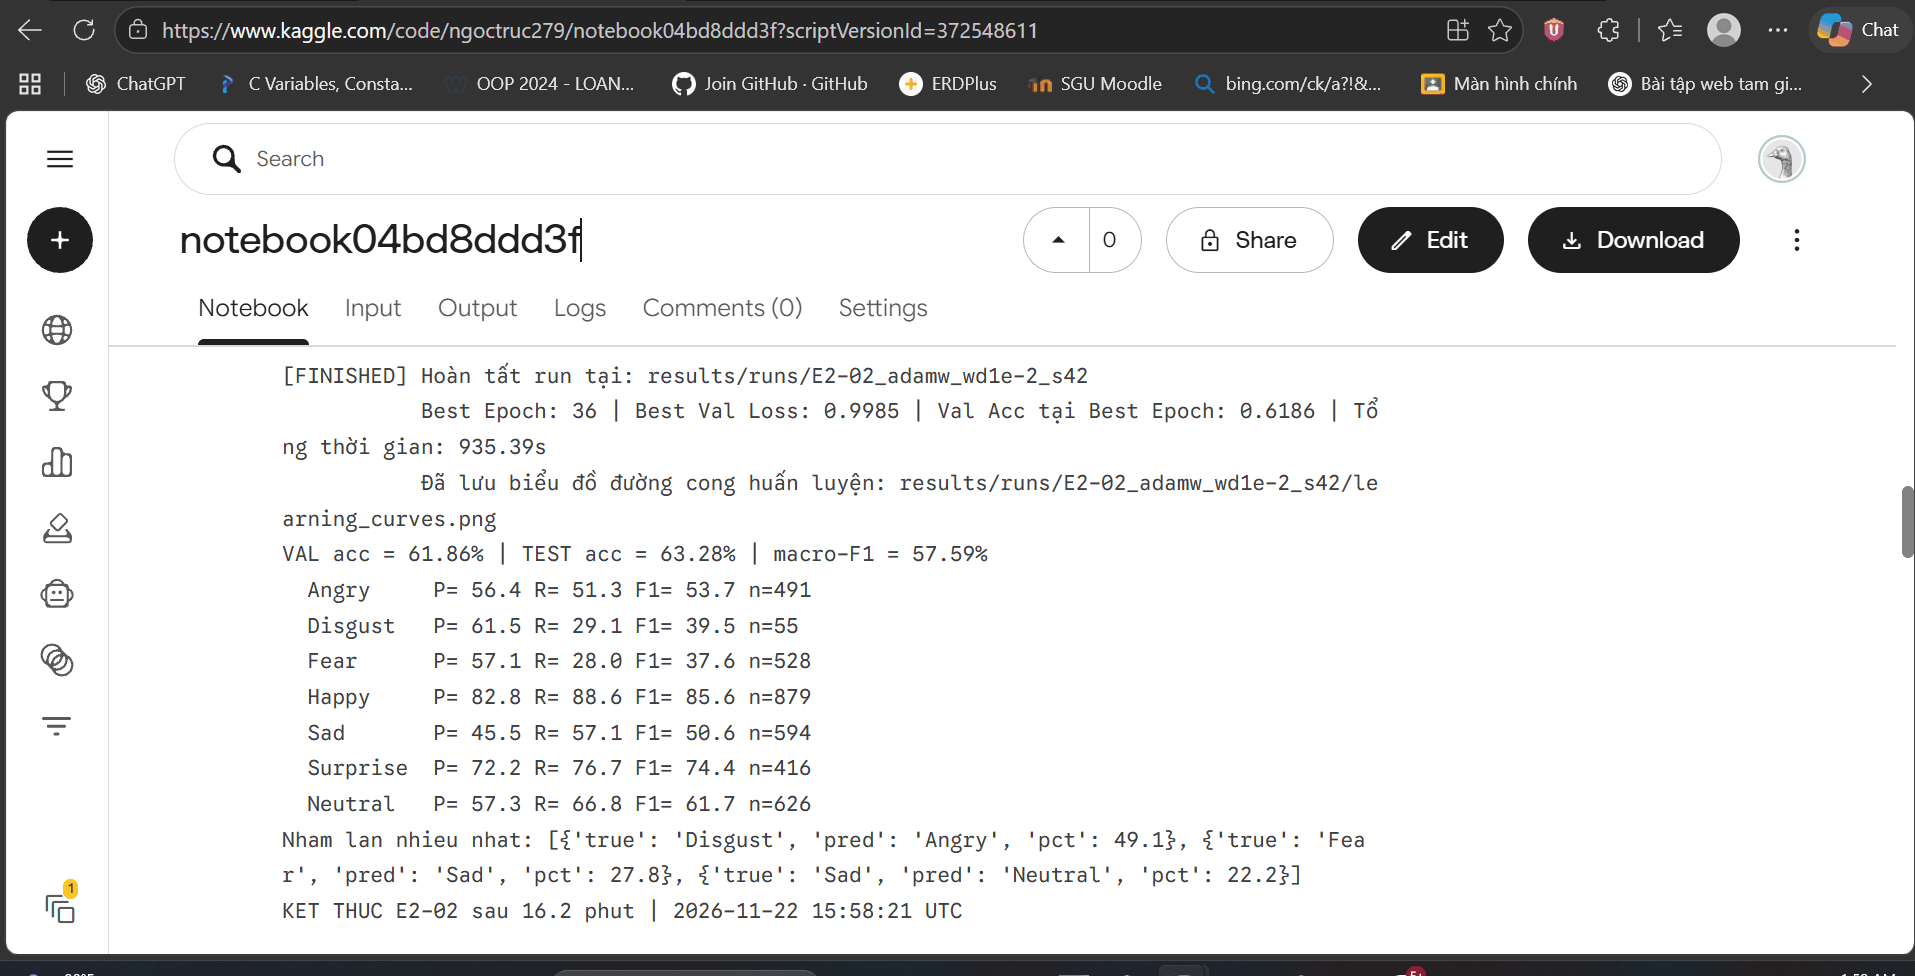 https://www.kaggle.com/code/ngoctruc279/notebook04bd8ddd3f?scriptVersionId=372548611
Chat
ChatGPT
C Variables, Consta...
OOP 2024 - LOAN...
Join GitHub · GitHub
ERDPlus
SGU Moodle
bing.com/ck/a?!&...
Màn hình chính
Bài tập web tam gi...
Search
notebook04bd8ddd3f
0
Share
Edit
Download
Notebook
Input
Output
Logs
Comments (0)
Settings
[FINISHED] Hoàn tất run tại: results/runs/E2-02_adamw_wd1e-2_s42
Best Epoch: 36 | Best Val Loss: 0.9985 | Val Acc tại Best Epoch: 0.6186 | Tổ
ng thời gian: 935.39s
Đã lưu biểu đồ đường cong huấn luyện: results/runs/E2-02_adamw_wd1e-2_s42/le
arning_curves.png
VAL acc = 61.86% | TEST acc = 63.28% | macro-F1 = 57.59%
Angry P= 56.4 R= 51.3 F1= 53.7 n=491
Disgust P= 61.5 R= 29.1 F1= 39.5 n=55
Fear P= 57.1 R= 28.0 F1= 37.6 n=528
Happy P= 82.8 R= 88.6 F1= 85.6 n=879
Sad P= 45.5 R= 57.1 F1= 50.6 n=594
Surprise P= 72.2 R= 76.7 F1= 74.4 n=416
Neutral P= 57.3 R= 66.8 F1= 61.7 n=626
Nham lan nhieu nhat: [{'true': 'Disgust', 'pred': 'Angry', 'pct': 49.1}, {'true': 'Fea
r', 'pred': 'Sad', 'pct': 27.8}, {'true': 'Sad', 'pred': 'Neutral', 'pct': 22.2}]
KET THUC E2-02 sau 16.2 phut | 2026-11-22 15:58:21 UTC
1